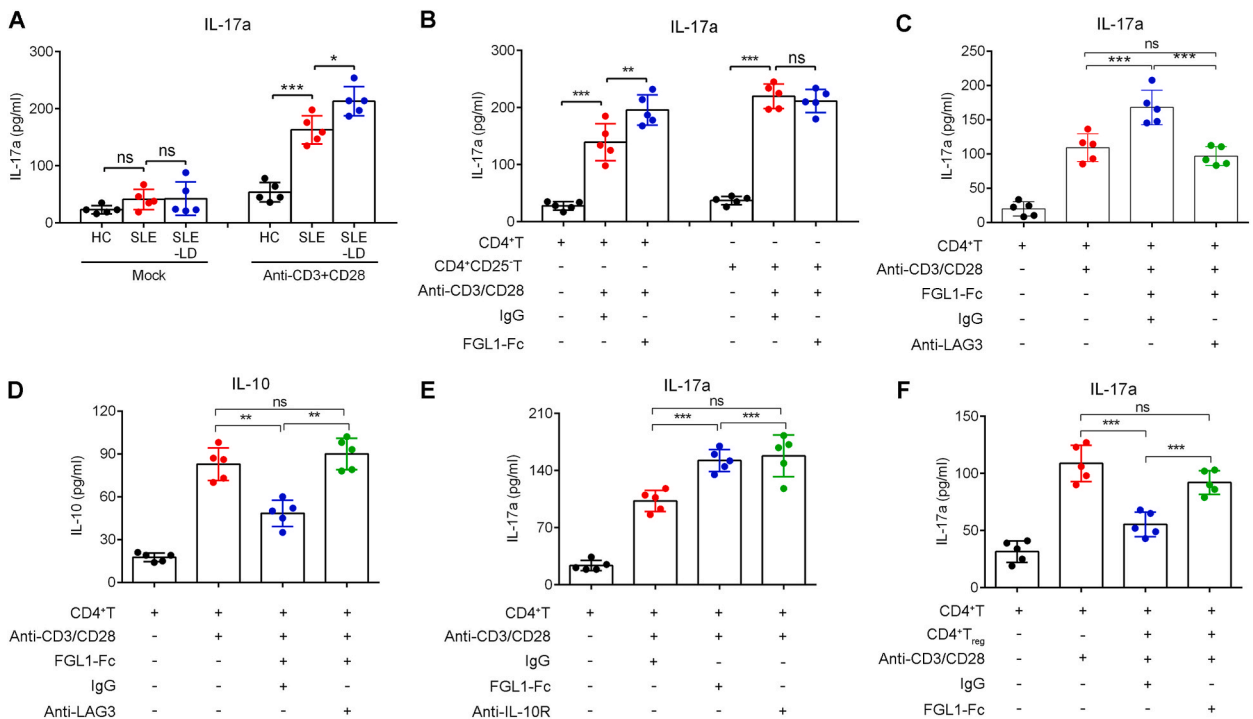 A
IL-17a
IL-17a (pg/ml)
300
200
100
0
ns
ns
***
*
HC
SLE
SLE
-LD
HC
SLE
SLE
-LD
Mock
Anti-CD3+CD28
B
IL-17a
IL-17a (pg/ml)
300
200
100
0
***
**
***
ns
CD4⁺T + + + - - -
CD4⁺CD25⁻T - - - + + +
Anti-CD3/CD28 - + + - + +
IgG - + - - + -
FGL1-Fc - - + - - +
C
IL-17a
IL-17a (pg/ml)
250
200
150
100
50
0
ns
***
***
CD4⁺T + + + +
Anti-CD3/CD28 - + + +
FGL1-Fc - - + +
IgG - - + -
Anti-LAG3 - - - +
D
IL-10
IL-10 (pg/ml)
120
90
60
30
0
ns
**
**
CD4⁺T + + + +
Anti-CD3/CD28 - + + +
FGL1-Fc - - + +
IgG - - + -
Anti-LAG3 - - - +
E
IL-17a
IL-17a (pg/ml)
210
140
70
0
ns
***
***
CD4⁺T + + + +
Anti-CD3/CD28 - + + +
IgG - + - -
FGL1-Fc - - + -
Anti-IL-10R - - - +
F
IL-17a
IL-17a (pg/ml)
150
100
50
0
ns
***
***
CD4⁺T + + + +
CD4⁺Treg - - + +
Anti-CD3/CD28 - + + +
IgG - - + -
FGL1-Fc - - - +